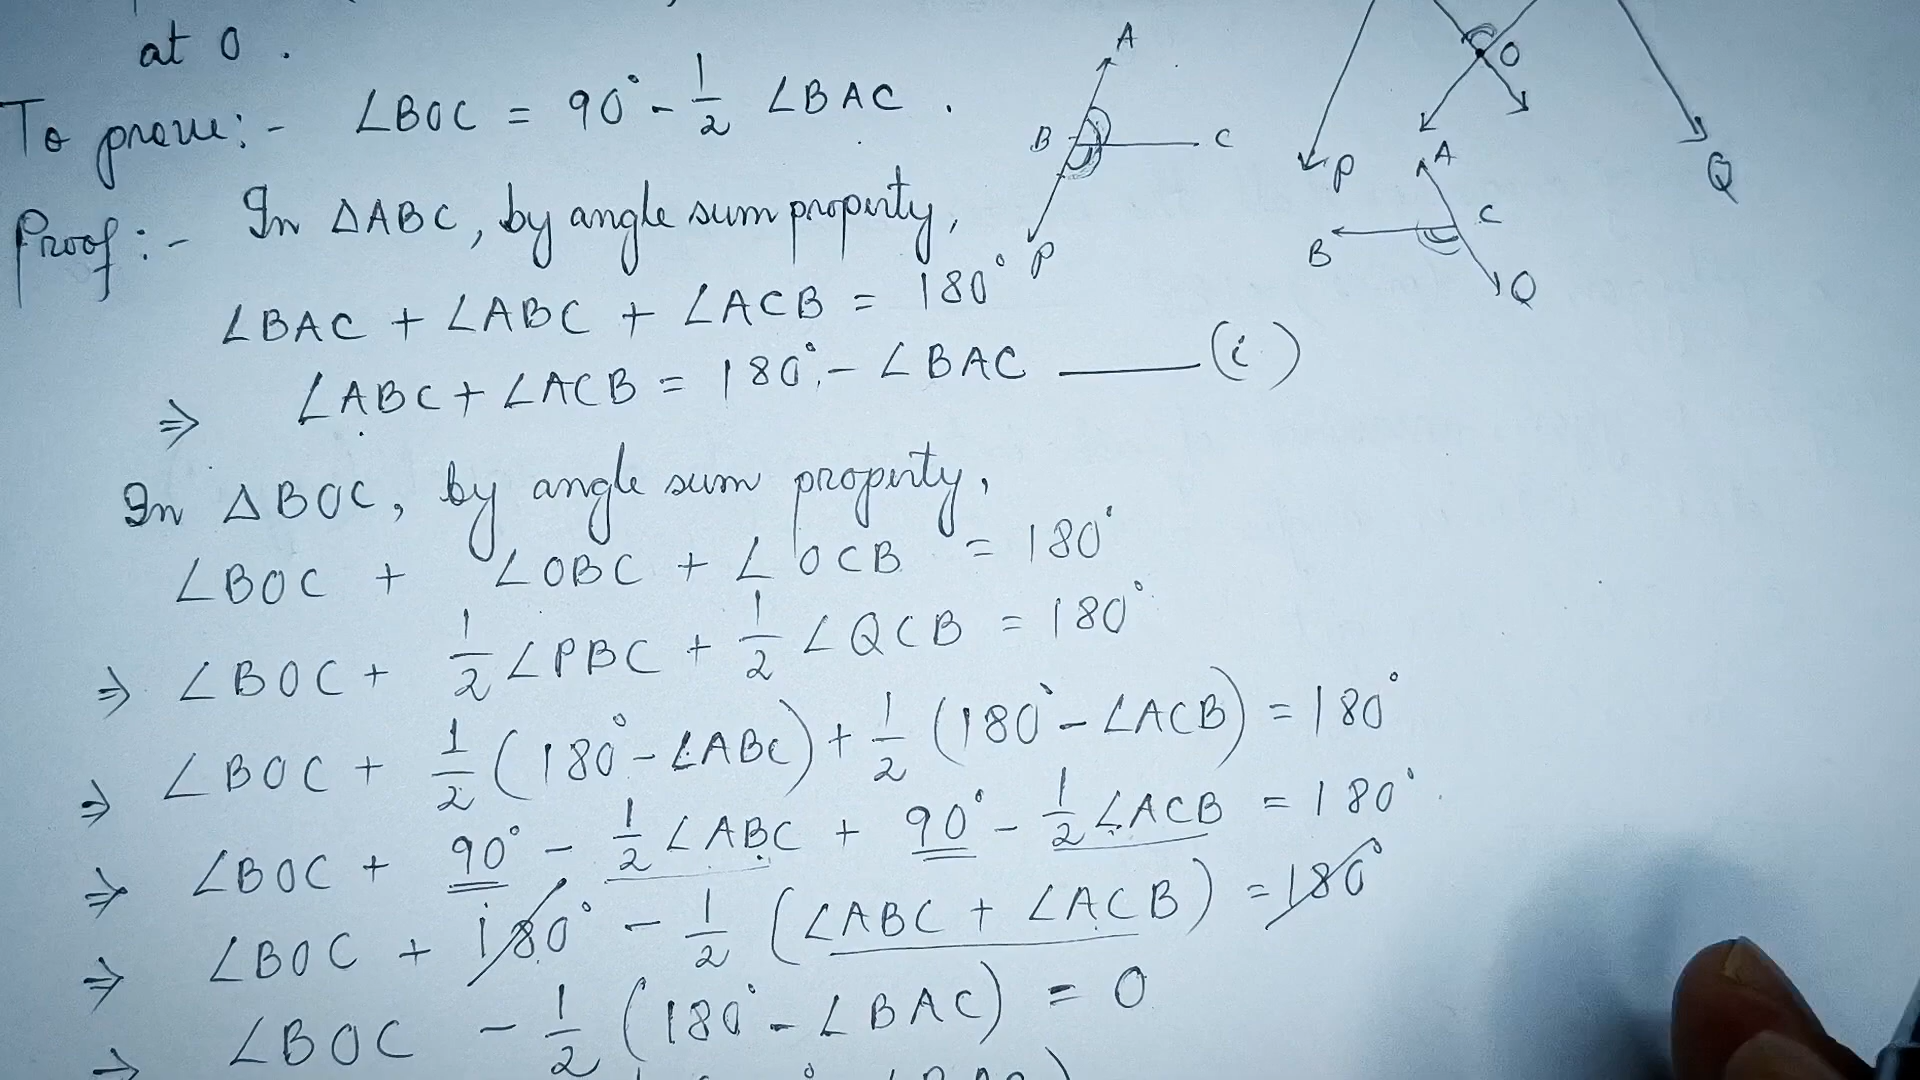 at O .
To prove:- ∠BOC = 90° - 1/2 ∠BAC .
Proof:- In ΔABC, by angle sum property,
∠BAC + ∠ABC + ∠ACB = 180°
⇒ ∠ABC + ∠ACB = 180° - ∠BAC ——(i)
In ΔBOC, by angle sum property,
∠BOC + ∠OBC + ∠OCB = 180°
⇒ ∠BOC + 1/2 ∠PBC + 1/2 ∠QCB = 180°
⇒ ∠BOC + 1/2 (180° - ∠ABC) + 1/2 (180° - ∠ACB) = 180°
⇒ ∠BOC + 90° - 1/2 ∠ABC + 90° - 1/2 ∠ACB = 180°
⇒ ∠BOC + 180° - 1/2 (∠ABC + ∠ACB) = 180°
⇒ ∠BOC - 1/2 (180° - ∠BAC) = 0
A
B C
P
O
P Q
A
C
B
Q